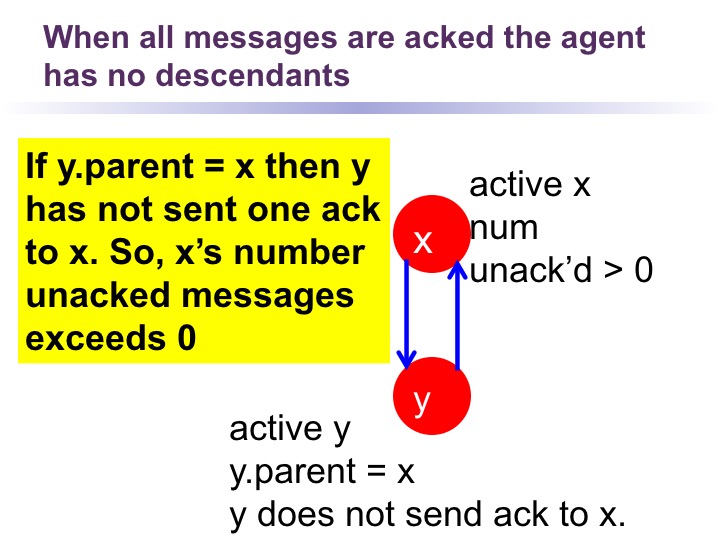 When all messages are acked the agent
has no descendants
If y.parent = x then y
has not sent one ack
to x. So, x’s number
unacked messages
exceeds 0
active x
num
unack’d > 0
x
y
active y
y.parent = x
y does not send ack to x.